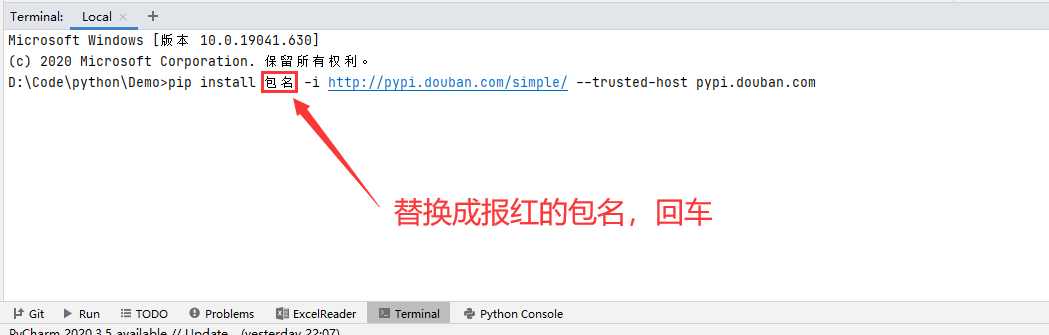 Terminal: Local × +
Microsoft Windows [版本 10.0.19041.630]
(c) 2020 Microsoft Corporation. 保留所有权利。
D:\Code\python\Demo>pip install 包名 -i http://pypi.douban.com/simple/ --trusted-host pypi.douban.com
替换成报红的包名，回车
Git Run TODO Problems ExcelReader Terminal Python Console
PyCharm 2020.3.5 available // Update... (yesterday 22:07)